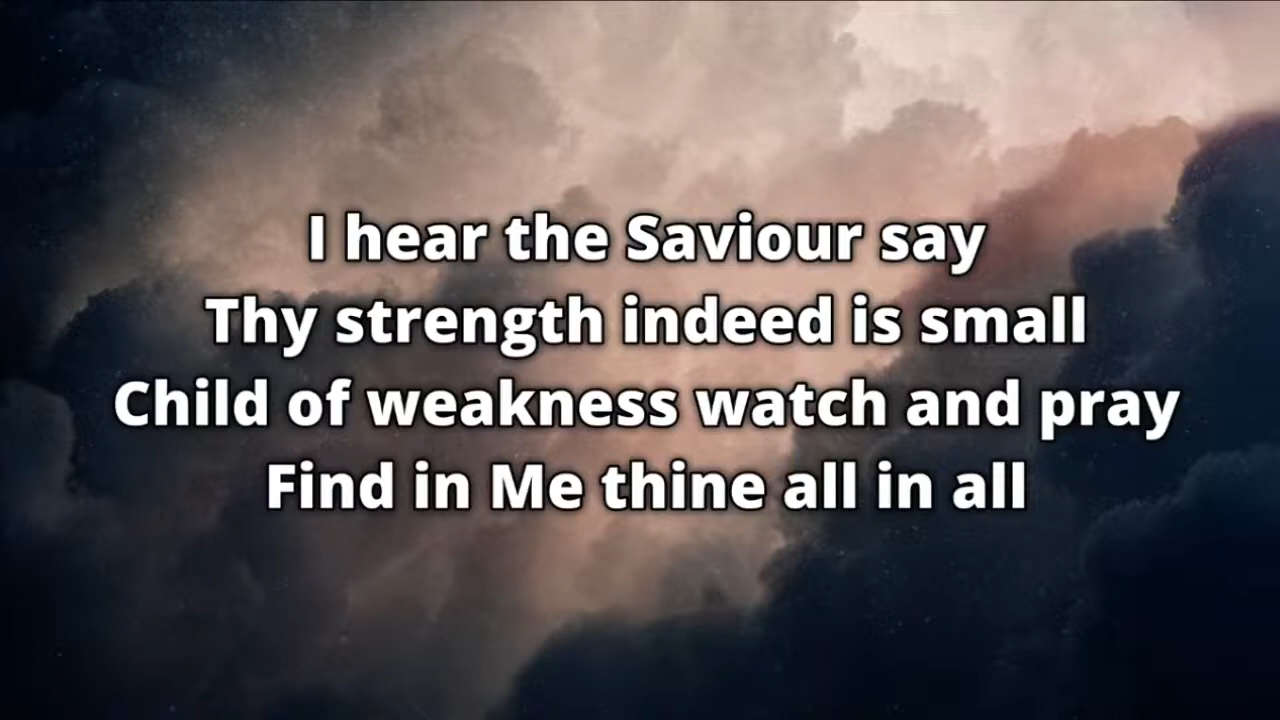 I hear the Saviour say
Thy strength indeed is small
Child of weakness watch and pray
Find in Me thine all in all